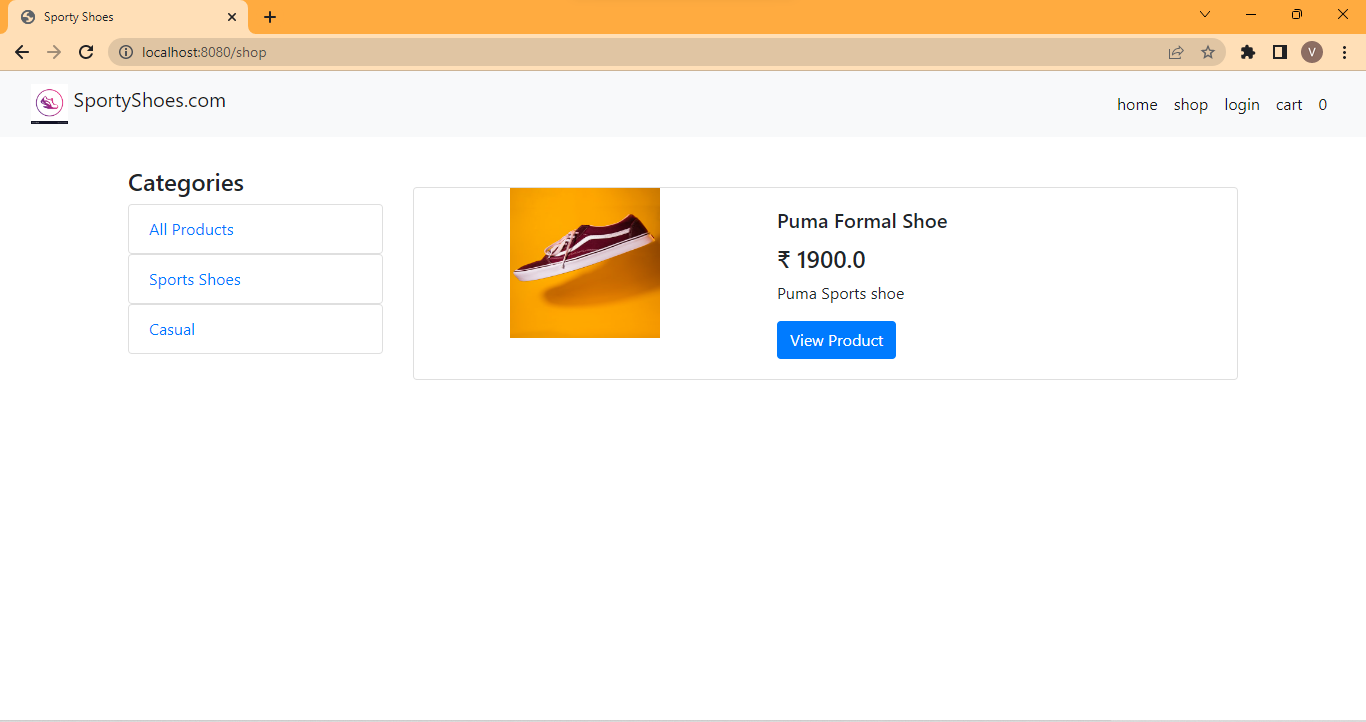 Sporty Shoes
localhost:8080/shop
V
SportyShoes.com
home shop login cart 0
Categories
All Products
Sports Shoes
Casual
Puma Formal Shoe
₹ 1900.0
Puma Sports shoe
View Product